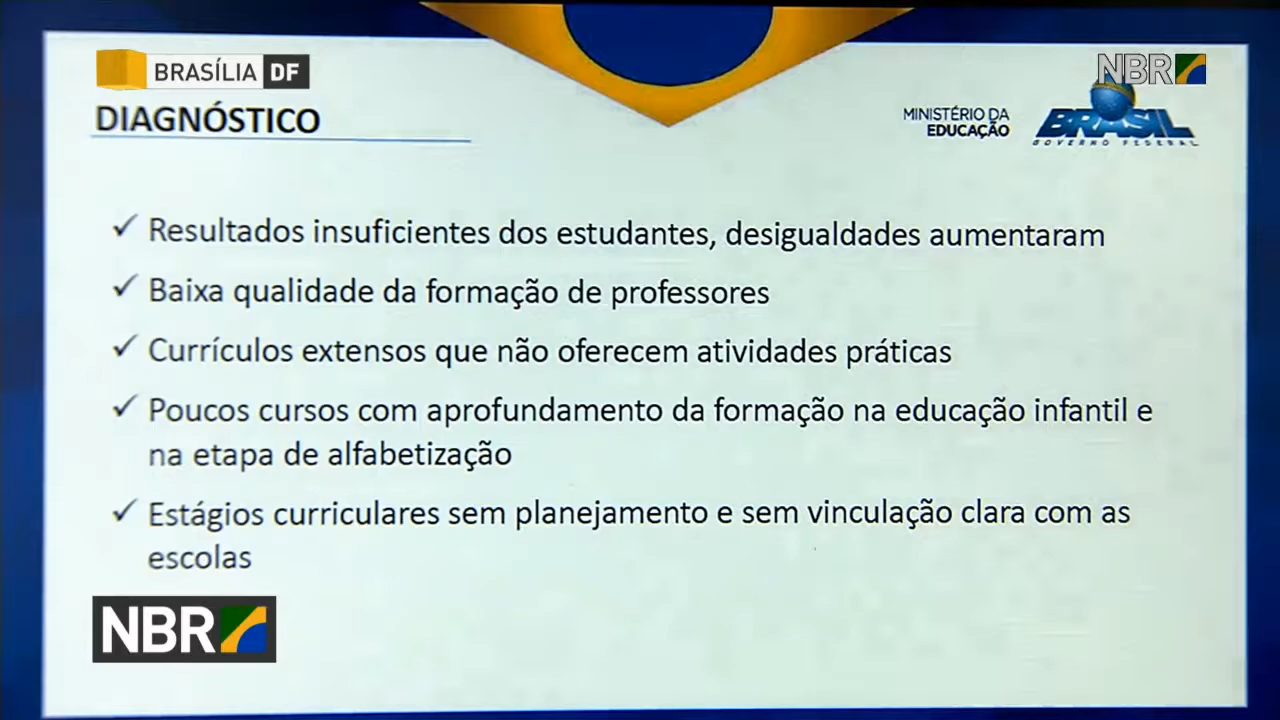 BRASÍLIA DF
NBR
DIAGNÓSTICO
MINISTÉRIO DA
EDUCAÇÃO
BRASIL
GOVERNO FEDERAL
✓ Resultados insuficientes dos estudantes, desigualdades aumentaram
✓ Baixa qualidade da formação de professores
✓ Currículos extensos que não oferecem atividades práticas
✓ Poucos cursos com aprofundamento da formação na educação infantil e
na etapa de alfabetização
✓ Estágios curriculares sem planejamento e sem vinculação clara com as
escolas
NBR